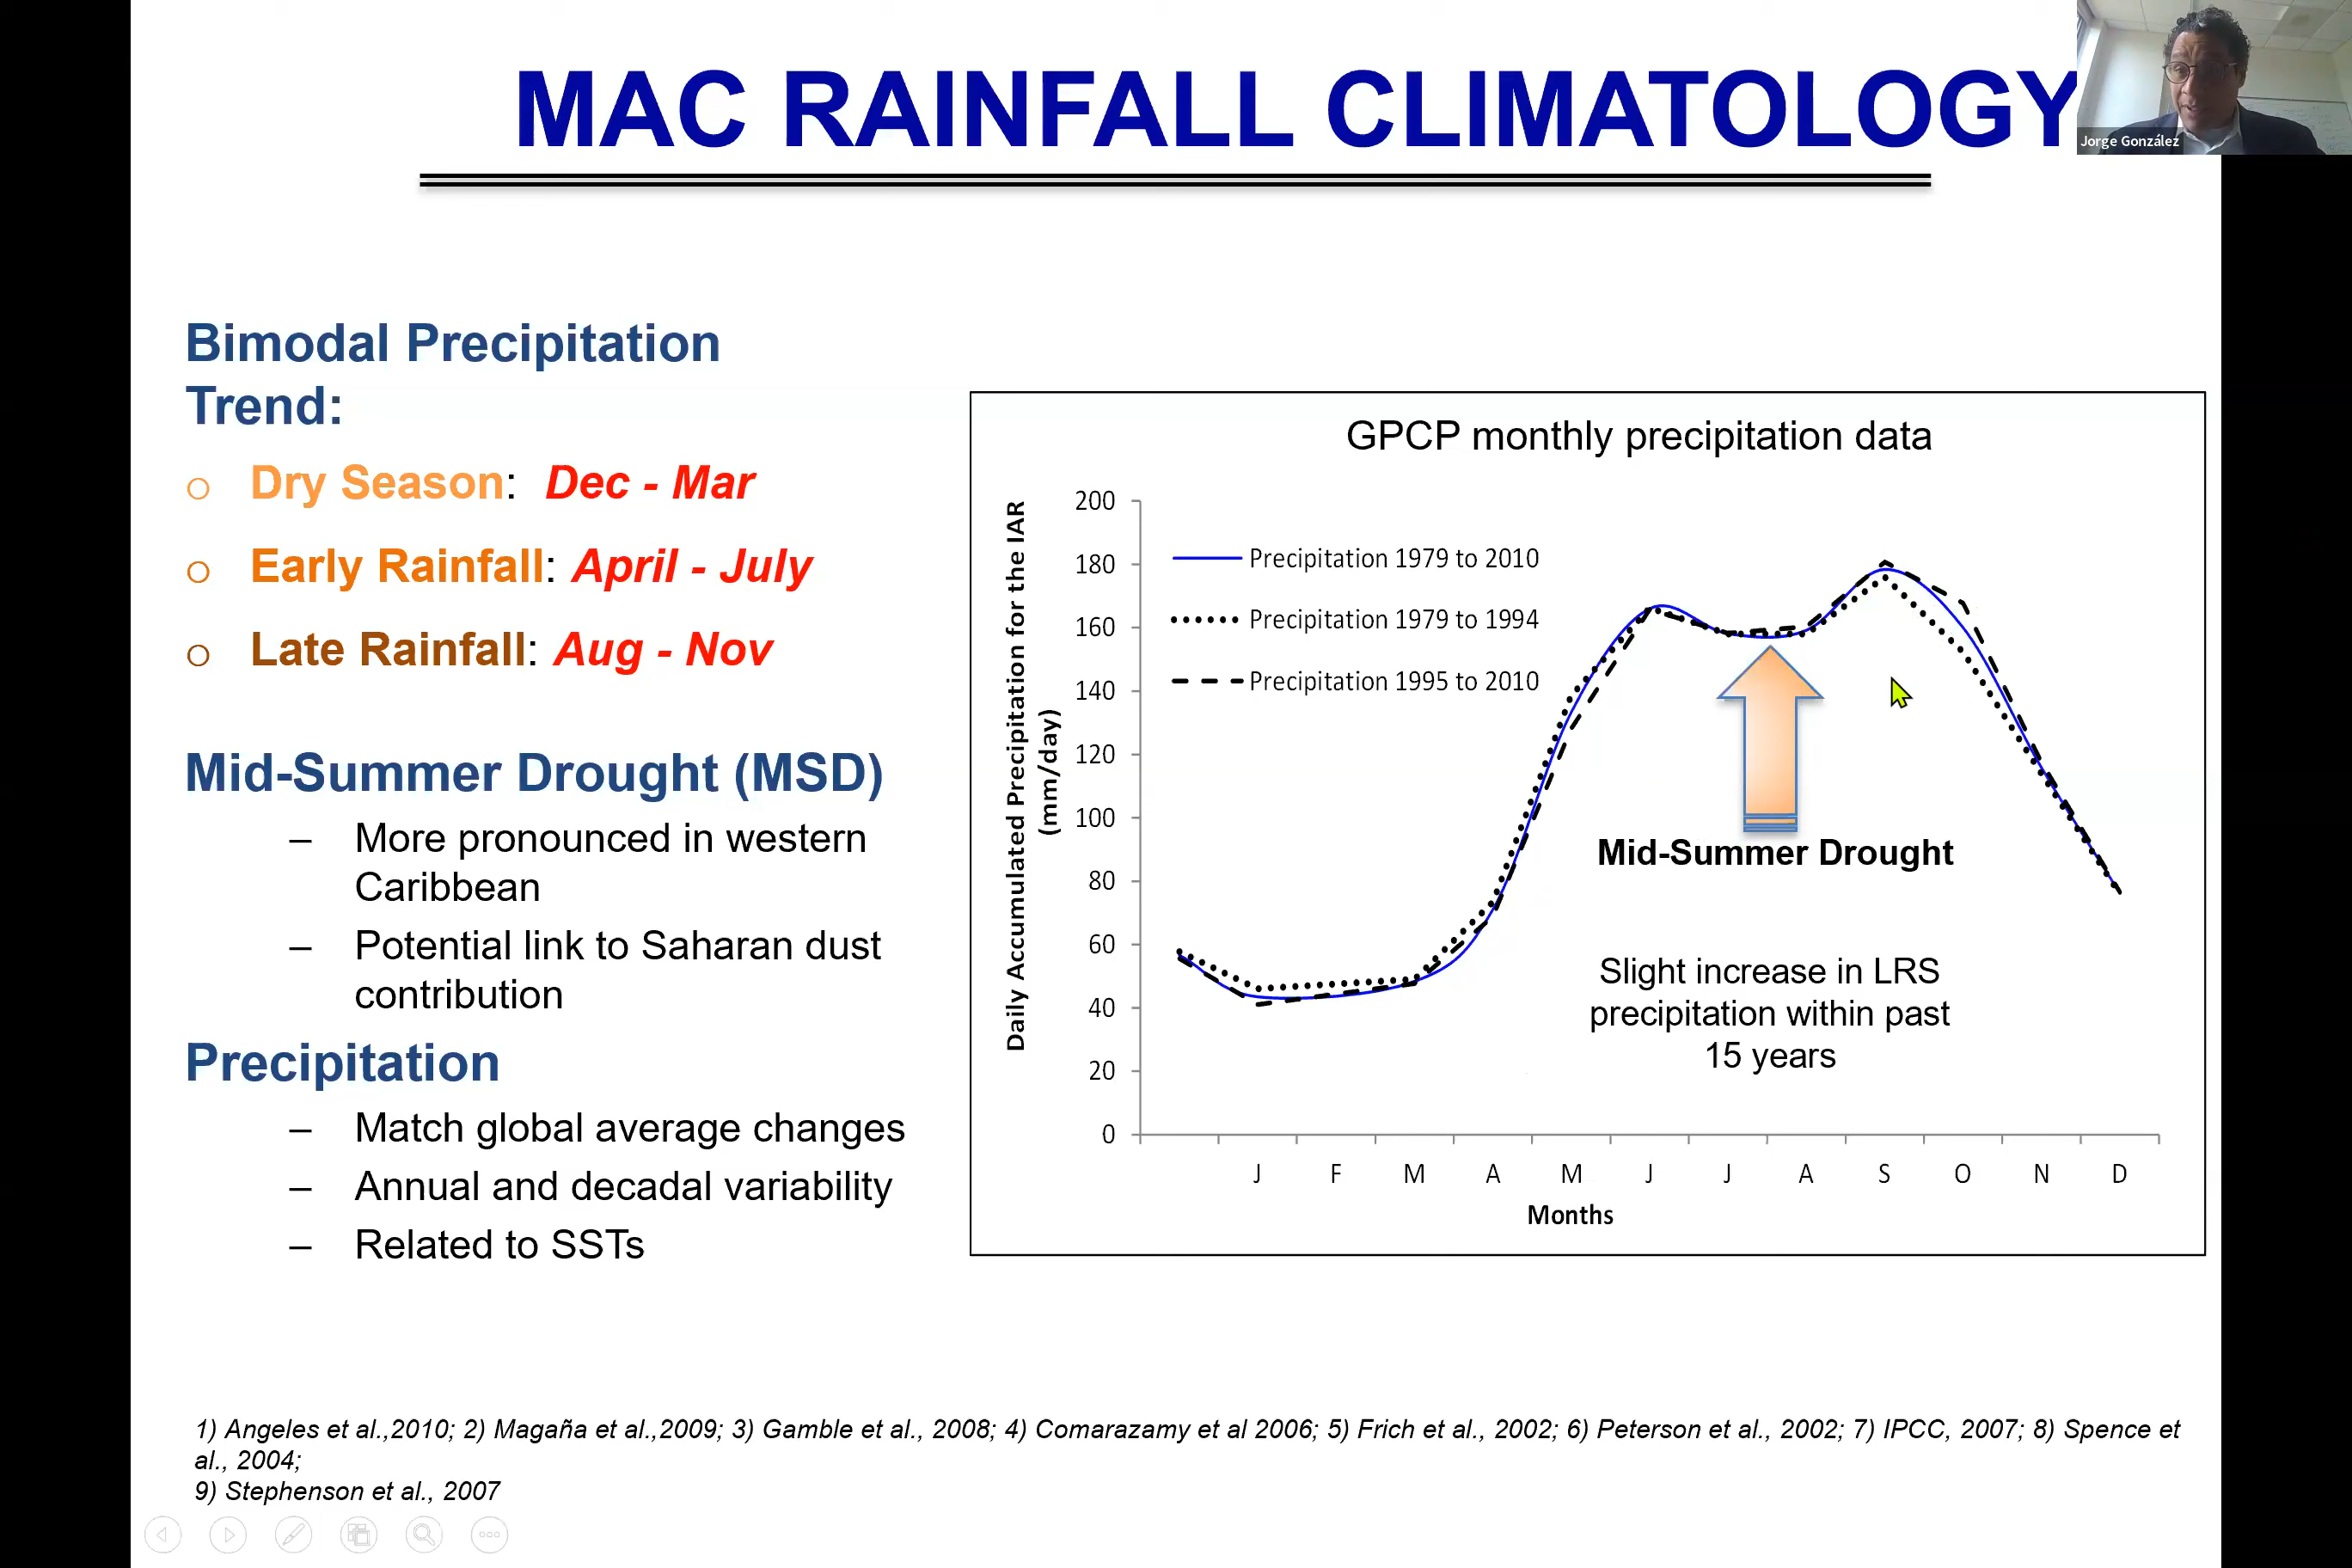 MAC RAINFALL CLIMATOLOGY
Jorge González
Bimodal Precipitation
Trend:
o Dry Season: Dec - Mar
o Early Rainfall: April - July
o Late Rainfall: Aug - Nov
Mid-Summer Drought (MSD)
– More pronounced in western
Caribbean
– Potential link to Saharan dust
contribution
Precipitation
– Match global average changes
– Annual and decadal variability
– Related to SSTs
GPCP monthly precipitation data
Daily Accumulated Precipitation for the IAR
(mm/day)
200
180
160
140
120
100
80
60
40
20
0
Precipitation 1979 to 2010
Precipitation 1979 to 1994
Precipitation 1995 to 2010
Mid-Summer Drought
Slight increase in LRS
precipitation within past
15 years
J F M A M J J A S O N D
Months
1) Angeles et al.,2010; 2) Magaña et al.,2009; 3) Gamble et al., 2008; 4) Comarazamy et al 2006; 5) Frich et al., 2002; 6) Peterson et al., 2002; 7) IPCC, 2007; 8) Spence et
al., 2004;
9) Stephenson et al., 2007